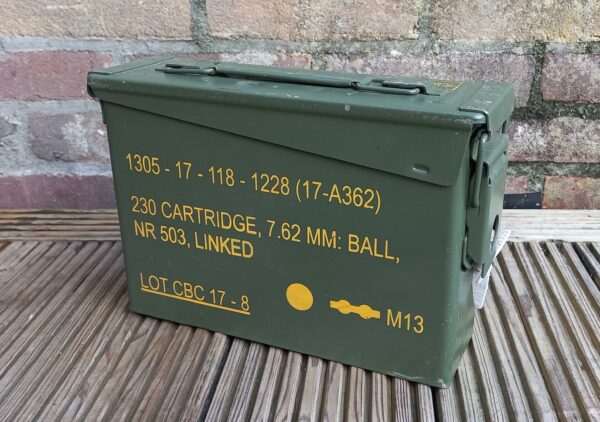 1305 - 17 - 118 - 1228 (17-A362)
230 CARTRIDGE, 7.62 MM: BALL,
NR 503, LINKED
LOT CBC 17 - 8
M13